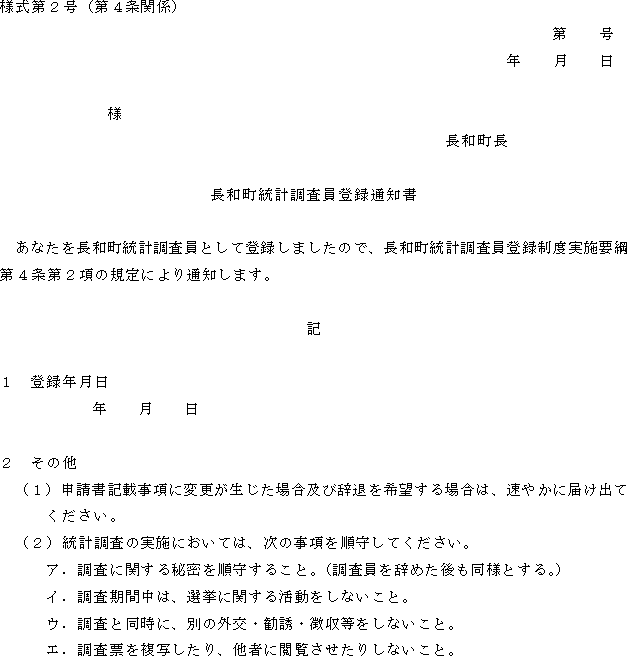 様式第２号（第４条関係）
第　　号
年　　月　　日
様
長和町長
長和町統計調査員登録通知書
あなたを長和町統計調査員として登録しましたので、長和町統計調査員登録制度実施要綱
第４条第２項の規定により通知します。
記
１　登録年月日
年　　月　　日
２　その他
（１）申請書記載事項に変更が生じた場合及び辞退を希望する場合は、速やかに届け出て
ください。
（２）統計調査の実施においては、次の事項を順守してください。
ア．調査に関する秘密を順守すること。（調査員を辞めた後も同様とする。）
イ．調査期間中は、選挙に関する活動をしないこと。
ウ．調査と同時に、別の外交・勧誘・徴収等をしないこと。
エ．調査票を複写したり、他者に閲覧させたりしないこと。